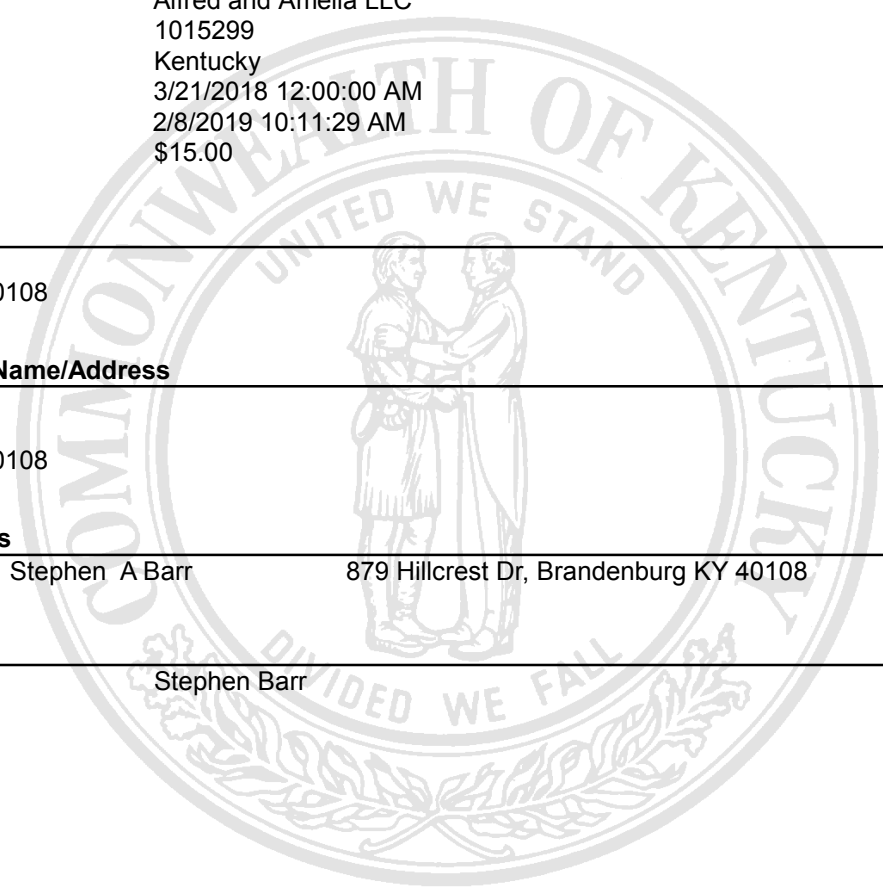 Alfred and Amelia LLC
1015299
Kentucky
3/21/2018 12:00:00 AM
2/8/2019 10:11:29 AM
$15.00
0108
Name/Address
0108
s
Stephen A Barr 879 Hillcrest Dr, Brandenburg KY 40108
Stephen Barr
COMMONWEALTH OF KENTUCKY
UNITED WE STAND
DIVIDED WE FALL